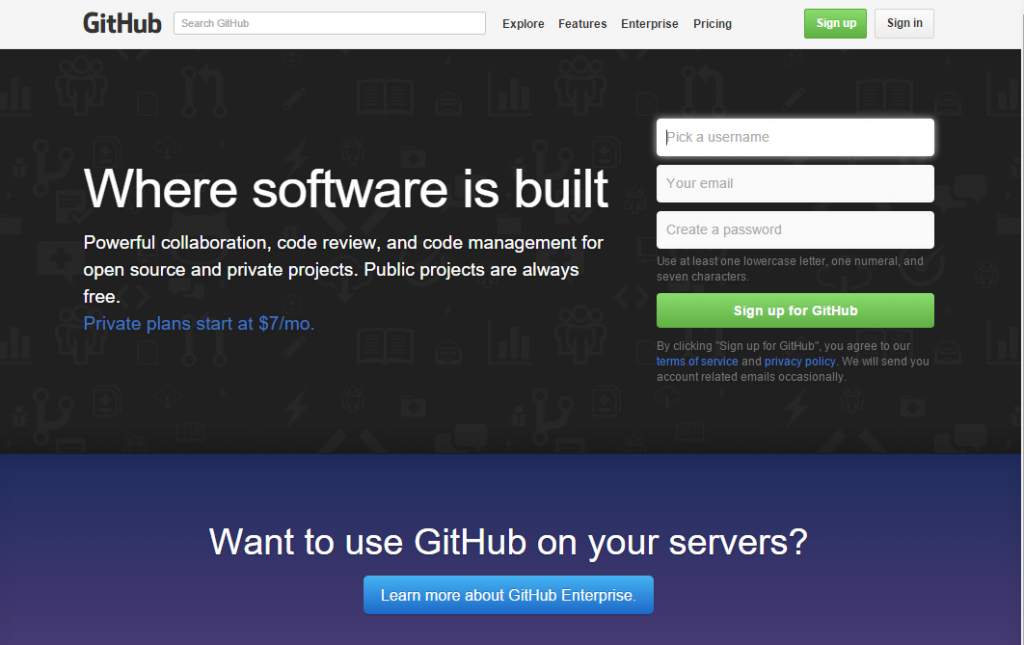 GitHub
Search GitHub
Explore Features Enterprise Pricing
Sign up
Sign in
Where software is built
Powerful collaboration, code review, and code management for
open source and private projects. Public projects are always
free.
Private plans start at $7/mo.
Pick a username
Your email
Create a password
Use at least one lowercase letter, one numeral, and
seven characters.
Sign up for GitHub
By clicking "Sign up for GitHub", you agree to our
terms of service and privacy policy. We will send you
account related emails occasionally.
Want to use GitHub on your servers?
Learn more about GitHub Enterprise.